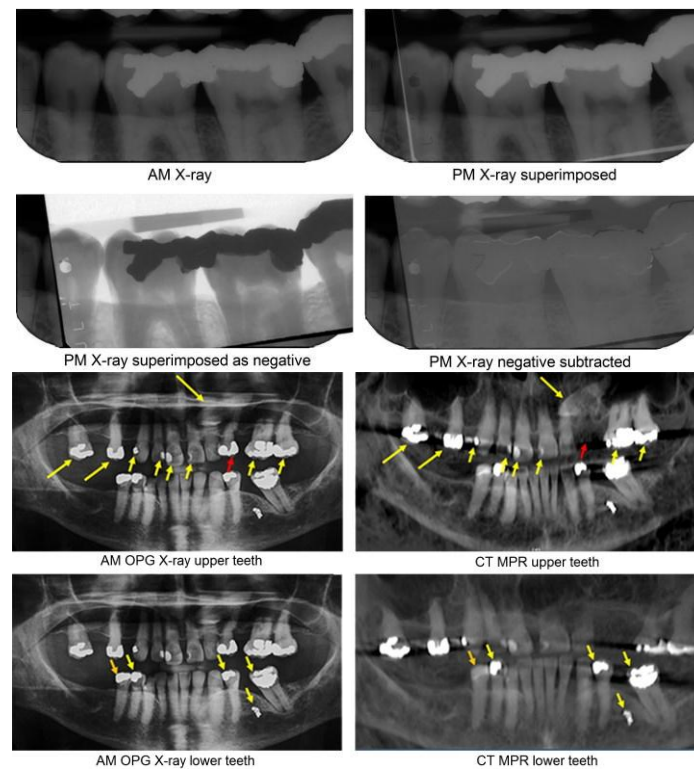 AM X-ray
PM X-ray superimposed
PM X-ray superimposed as negative
PM X-ray negative subtracted
AM OPG X-ray upper teeth
CT MPR upper teeth
AM OPG X-ray lower teeth
CT MPR lower teeth